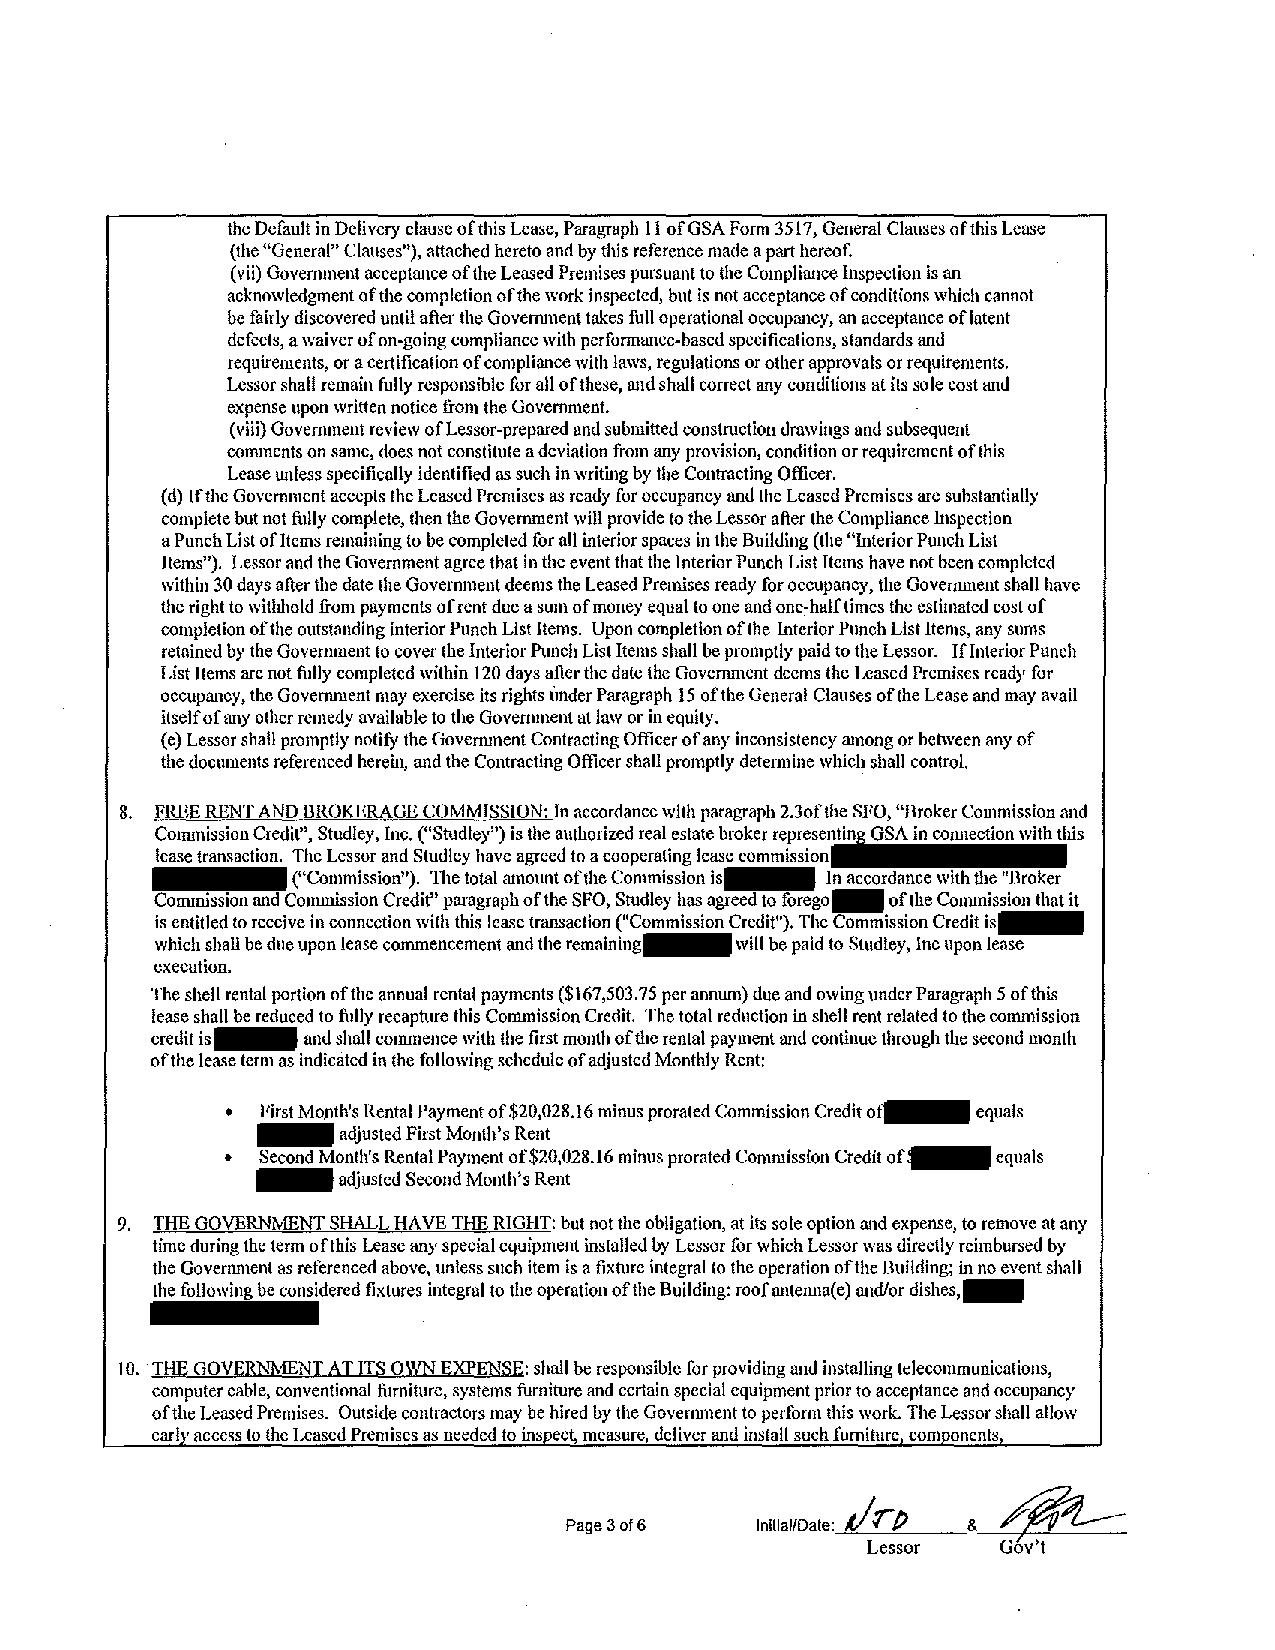 the Default in Delivery clause of this Lease, Paragraph 11 of GSA Form 3517, General Clauses of this Lease
(the “General” Clauses”), attached hereto and by this reference made a part hereof.
(vii) Government acceptance of the Leased Premises pursuant to the Compliance Inspection is an
acknowledgment of the completion of the work inspected, but is not acceptance of conditions which cannot
be fairly discovered until after the Government takes full operational occupancy, an acceptance of latent
defects, a waiver of on-going compliance with performance-based specifications, standards and
requirements, or a certification of compliance with laws, regulations or other approvals or requirements.
Lessor shall remain fully responsible for all of these, and shall correct any conditions at its sole cost and
expense upon written notice from the Government.
(viii) Government review of Lessor-prepared and submitted construction drawings and subsequent
comments on same, does not constitute a deviation from any provision, condition or requirement of this
Lease unless specifically identified as such in writing by the Contracting Officer.
(d) If the Government accepts the Leased Premises as ready for occupancy and the Leased Premises are substantially
complete but not fully complete, then the Government will provide to the Lessor after the Compliance Inspection
a Punch List of Items remaining to be completed for all interior spaces in the Building (the “Interior Punch List
Items”). Lessor and the Government agree that in the event that the Interior Punch List Items have not been completed
within 30 days after the date the Government deems the Leased Premises ready for occupancy, the Government shall have
the right to withhold from payments of rent due a sum of money equal to one and one-half times the estimated cost of
completion of the outstanding Interior Punch List Items. Upon completion of the Interior Punch List Items, any sums
retained by the Government to cover the Interior Punch List Items shall be promptly paid to the Lessor. If Interior Punch
List Items are not fully completed within 120 days after the date the Government deems the Leased Premises ready for
occupancy, the Government may exercise its rights under Paragraph 15 of the General Clauses of the Lease and may avail
itself of any other remedy available to the Government at law or in equity.
(e) Lessor shall promptly notify the Government Contracting Officer of any inconsistency among or between any of
the documents referenced herein, and the Contracting Officer shall promptly determine which shall control.
8. FREE RENT AND BROKERAGE COMMISSION: In accordance with paragraph 2.3of the SFO, “Broker Commission and
Commission Credit”, Studley, Inc. (“Studley”) is the authorized real estate broker representing GSA in connection with this
lease transaction. The Lessor and Studley have agreed to a cooperating lease commission
(“Commission”). The total amount of the Commission is In accordance with the "Broker
Commission and Commission Credit” paragraph of the SFO, Studley has agreed to forego of the Commission that it
is entitled to receive in connection with this lease transaction ("Commission Credit"). The Commission Credit is
which shall be due upon lease commencement and the remaining will be paid to Studley, Inc upon lease
execution.
The shell rental portion of the annual rental payments ($167,503.75 per annum) due and owing under Paragraph 5 of this
lease shall be reduced to fully recapture this Commission Credit. The total reduction in shell rent related to the commission
credit is and shall commence with the first month of the rental payment and continue through the second month
of the lease term as indicated in the following schedule of adjusted Monthly Rent:
• First Month's Rental Payment of $20,028.16 minus prorated Commission Credit of equals
adjusted First Month’s Rent
• Second Month's Rental Payment of $20,028.16 minus prorated Commission Credit of equals
adjusted Second Month’s Rent
9. THE GOVERNMENT SHALL HAVE THE RIGHT: but not the obligation, at its sole option and expense, to remove at any
time during the term of this Lease any special equipment installed by Lessor for which Lessor was directly reimbursed by
the Government as referenced above, unless such item is a fixture integral to the operation of the Building; in no event shall
the following be considered fixtures integral to the operation of the Building: roof antenna(e) and/or dishes,
10. THE GOVERNMENT AT ITS OWN EXPENSE: shall be responsible for providing and installing telecommunications,
computer cable, conventional furniture, systems furniture and certain special equipment prior to acceptance and occupancy
of the Leased Premises. Outside contractors may be hired by the Government to perform this work. The Lessor shall allow
early access to the Leased Premises as needed to inspect, measure, deliver and install such furniture, components,
Page 3 of 6 Initial/Date: NTD &
Lessor Gov't